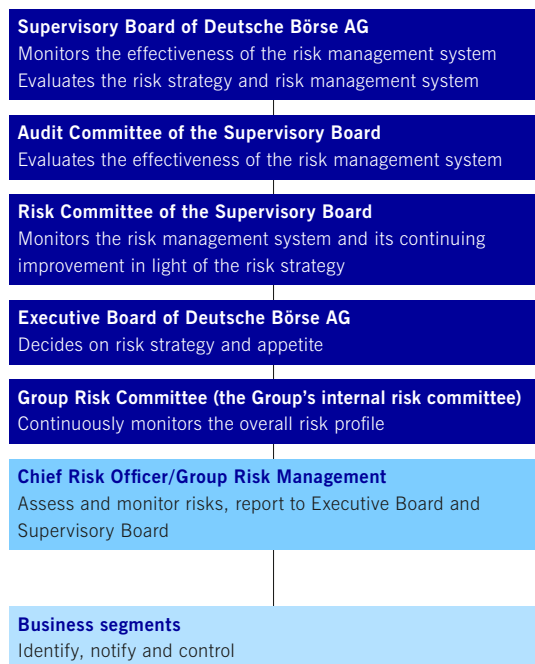 Supervisory Board of Deutsche Börse AG
Monitors the effectiveness of the risk management system
Evaluates the risk strategy and risk management system
Audit Committee of the Supervisory Board
Evaluates the effectiveness of the risk management system
Risk Committee of the Supervisory Board
Monitors the risk management system and its continuing
improvement in light of the risk strategy
Executive Board of Deutsche Börse AG
Decides on risk strategy and appetite
Group Risk Committee (the Group's internal risk committee)
Continuously monitors the overall risk profile
Chief Risk Officer/Group Risk Management
Assess and monitor risks, report to Executive Board and
Supervisory Board
Business segments
Identify, notify and control